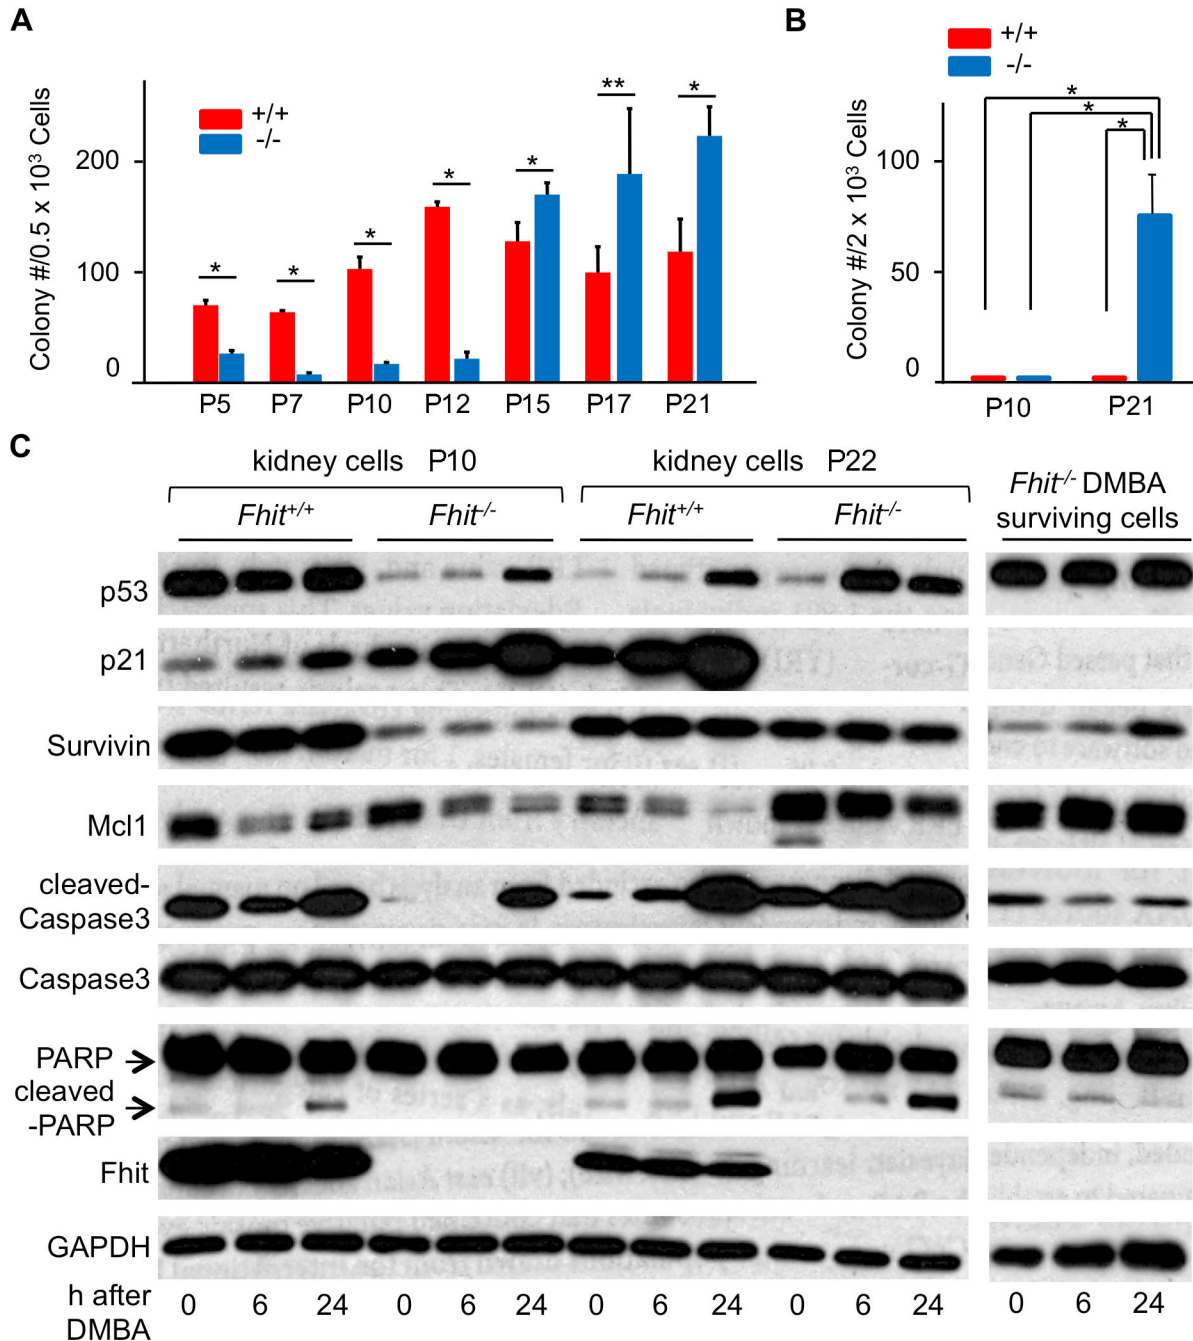 A
Colony #/0.5 x 10³ Cells
200
100
0
+/+
-/-
*
*
*
*
*
**
*
P5 P7 P10 P12 P15 P17 P21
B
+/+
-/-
Colony #/2 x 10³ Cells
100
50
0
*
*
*
P10 P21
C
kidney cells P10
kidney cells P22
Fhit-/- DMBA
surviving cells
Fhit+/+ Fhit-/- Fhit+/+ Fhit-/-
p53
p21
Survivin
Mcl1
cleaved-
Caspase3
Caspase3
PARP
cleaved
-PARP
Fhit
GAPDH
h after
DMBA
0 6 24 0 6 24 0 6 24 0 6 24 0 6 24